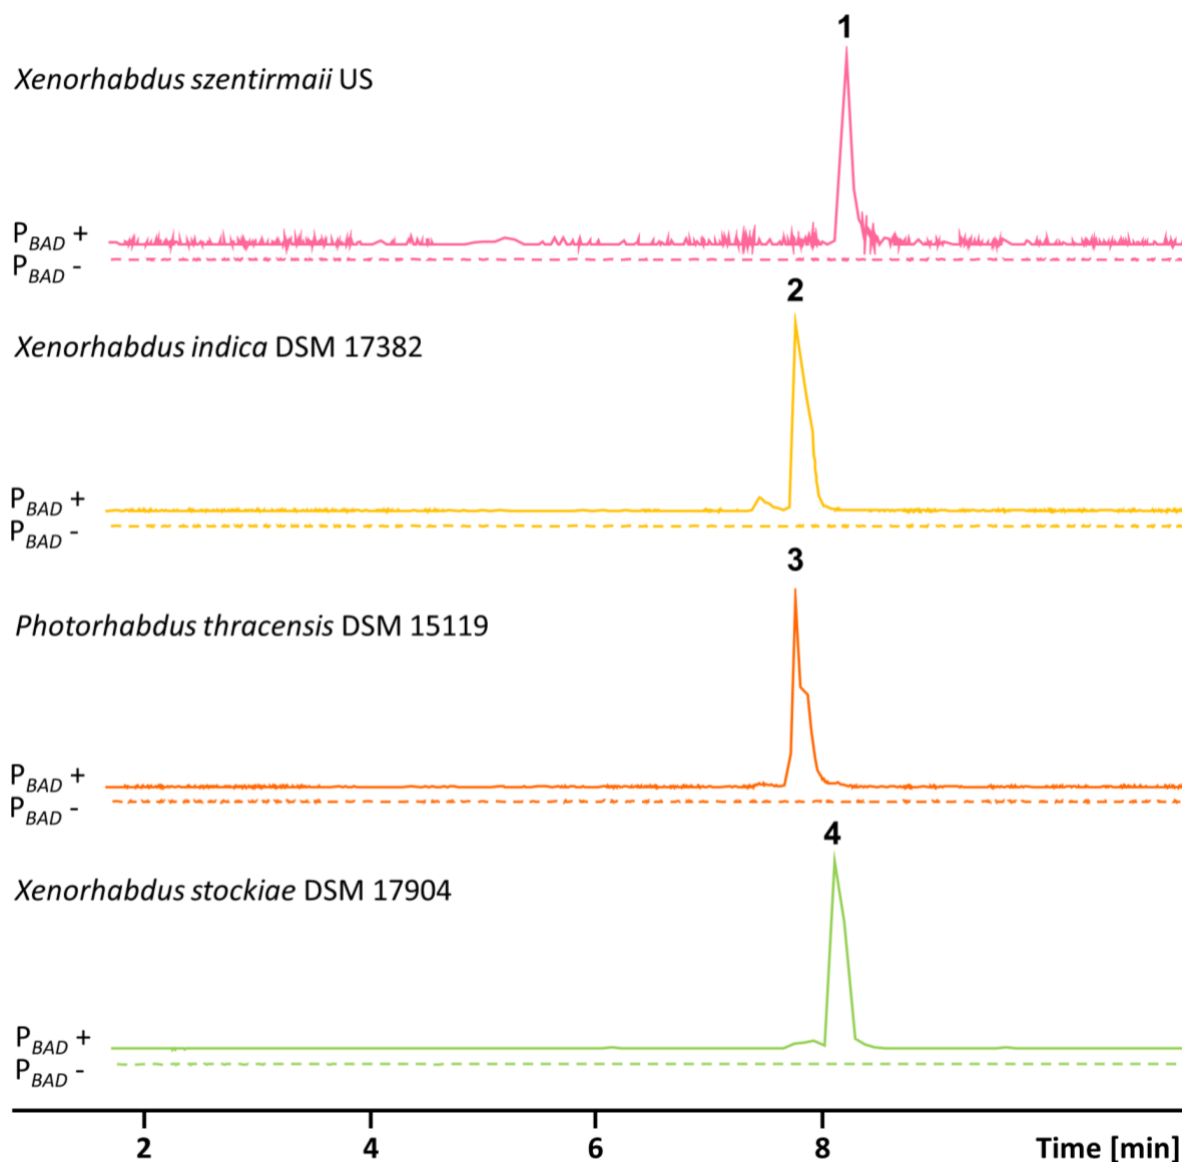 1
Xenorhabdus szentirmaii US
PBAD +
PBAD -
2
Xenorhabdus indica DSM 17382
PBAD +
PBAD -
3
Photorhabdus thracensis DSM 15119
PBAD +
PBAD -
4
Xenorhabdus stockiae DSM 17904
PBAD +
PBAD -
2 4 6 8 Time [min]